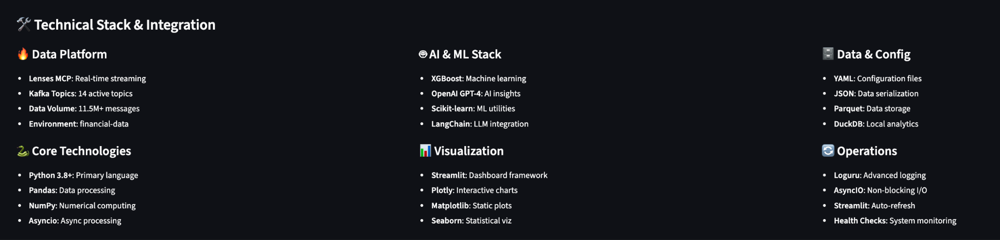 Technical Stack & Integration
Data Platform
Lenses MCP: Real-time streaming
Kafka Topics: 14 active topics
Data Volume: 11.5M+ messages
Environment: financial-data
Core Technologies
Python 3.8+: Primary language
Pandas: Data processing
NumPy: Numerical computing
Asyncio: Async processing
AI & ML Stack
XGBoost: Machine learning
OpenAI GPT-4: AI insights
Scikit-learn: ML utilities
LangChain: LLM integration
Visualization
Streamlit: Dashboard framework
Plotly: Interactive charts
Matplotlib: Static plots
Seaborn: Statistical viz
Data & Config
YAML: Configuration files
JSON: Data serialization
Parquet: Data storage
DuckDB: Local analytics
Operations
Loguru: Advanced logging
AsyncIO: Non-blocking I/O
Streamlit: Auto-refresh
Health Checks: System monitoring